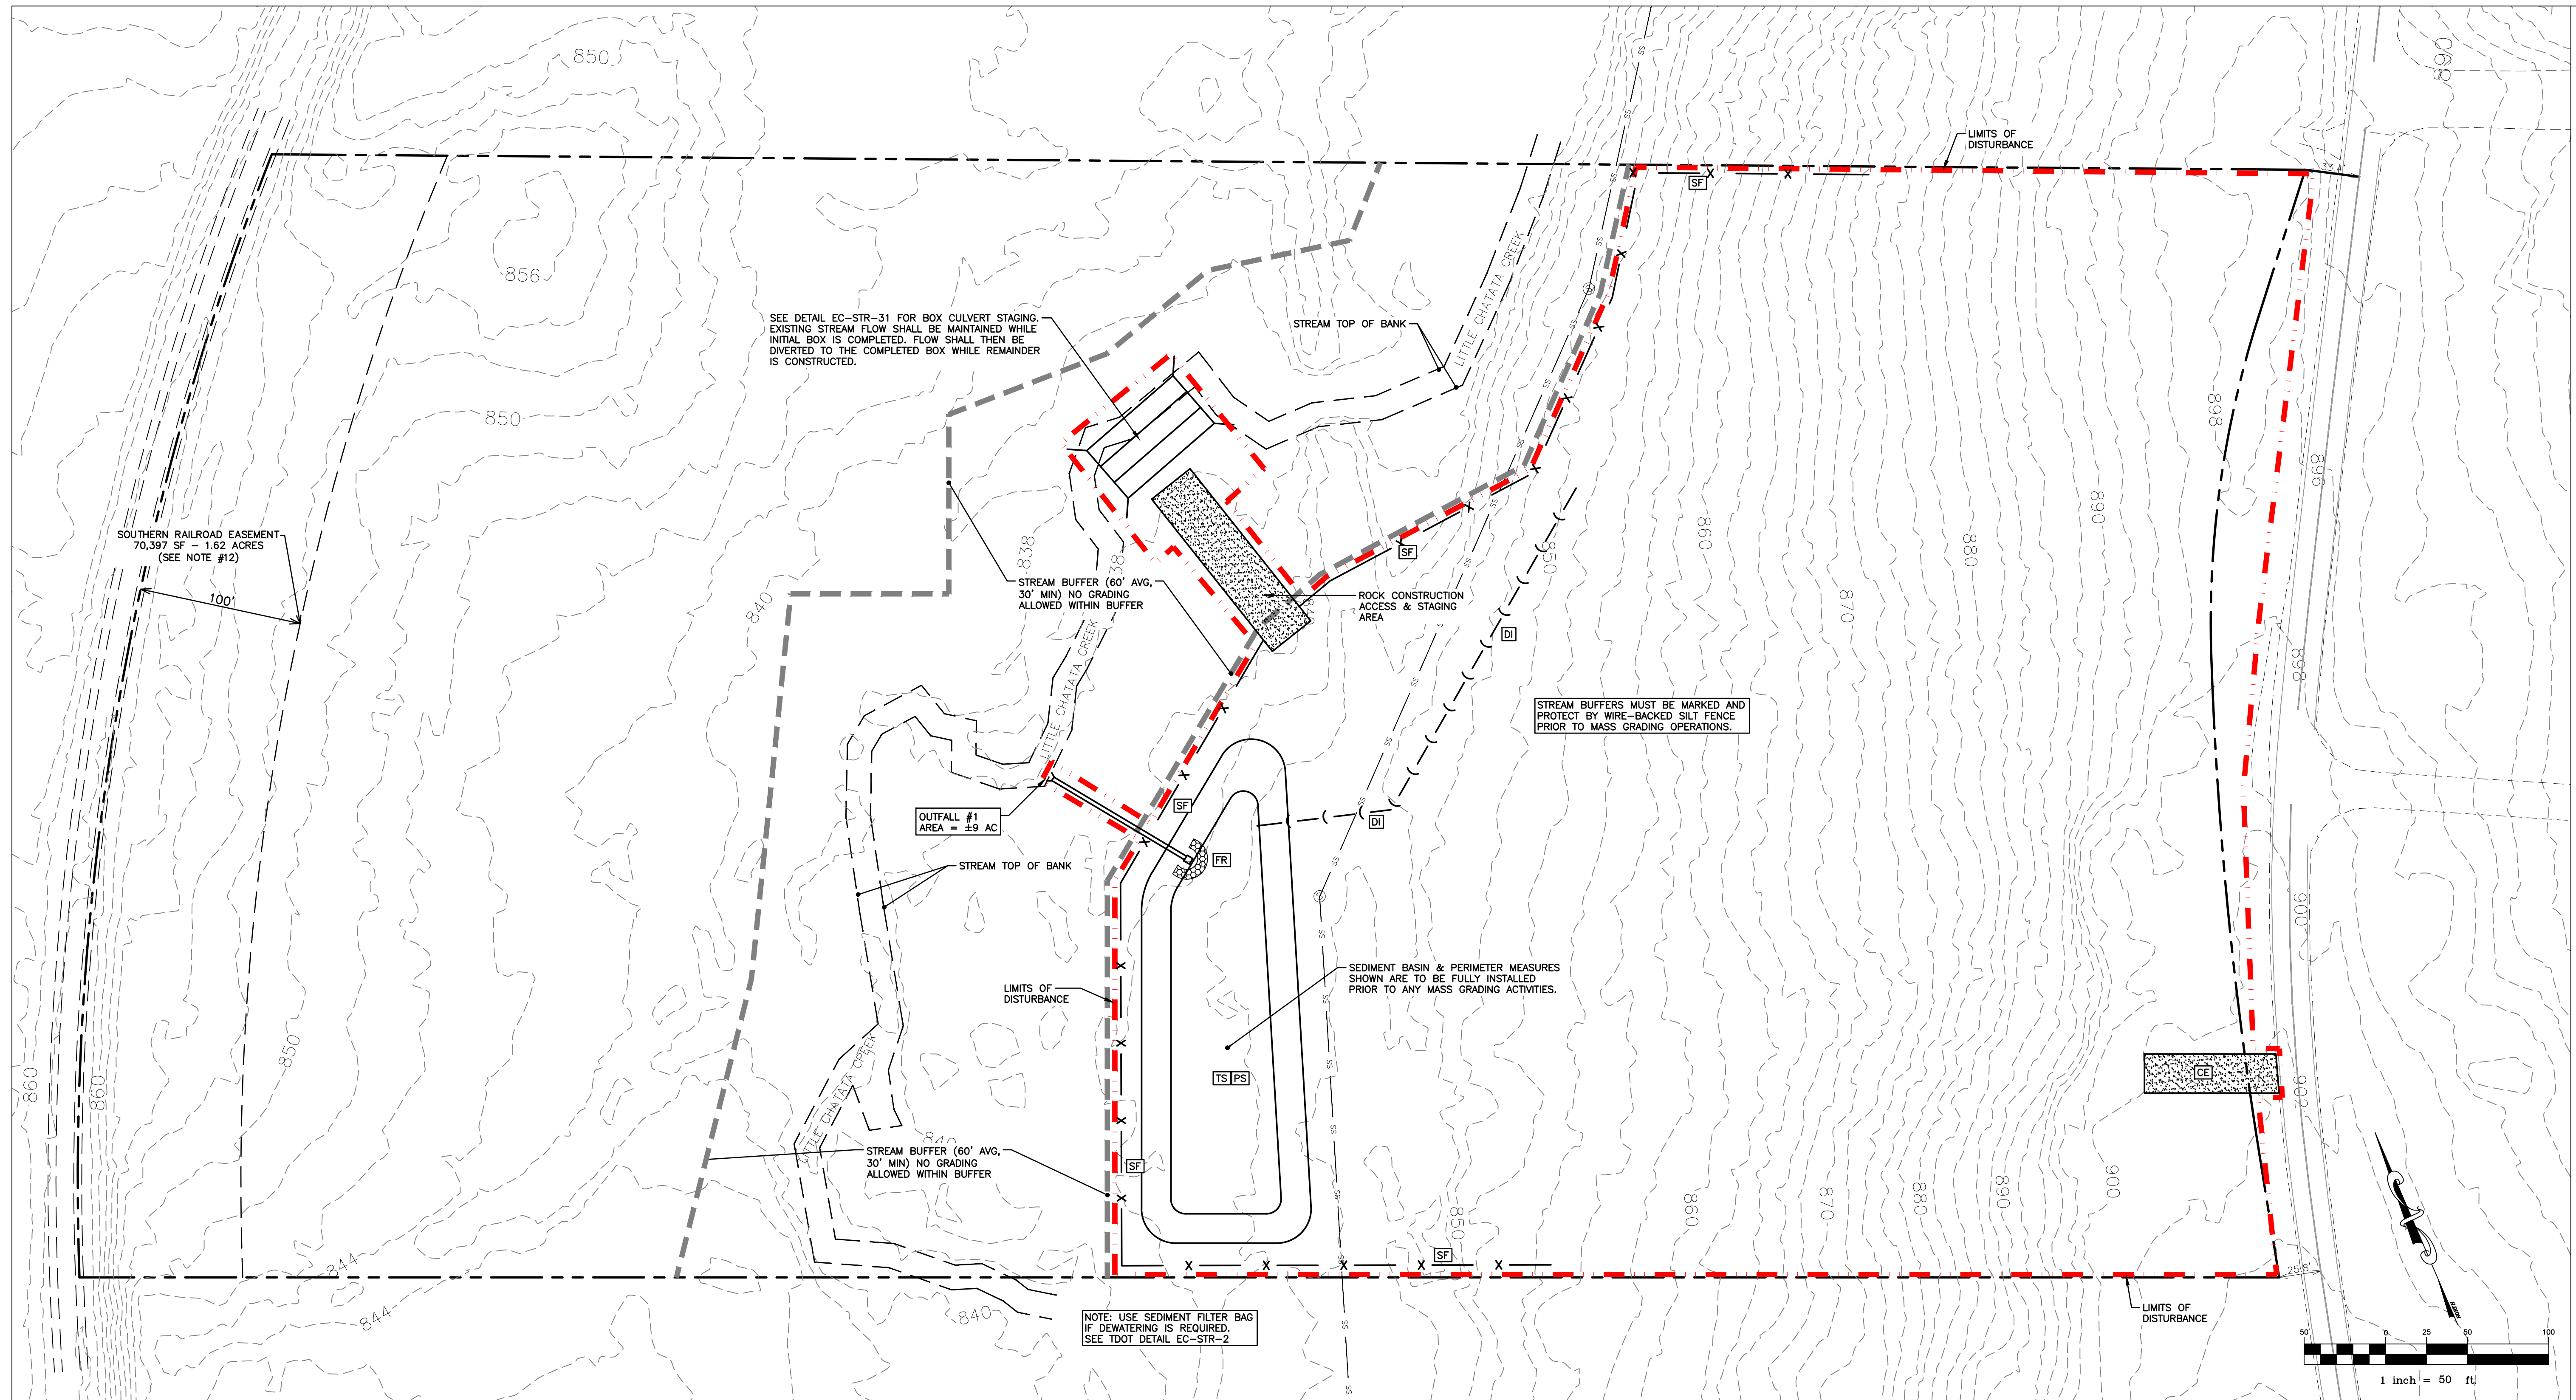 850
890
LIMITS OF
DISTURBANCE
SS
SF
856
SEE DETAIL EC-STR-31 FOR BOX CULVERT STAGING.
EXISTING STREAM FLOW SHALL BE MAINTAINED WHILE
INITIAL BOX IS COMPLETED. FLOW SHALL THEN BE
DIVERTED TO THE COMPLETED BOX WHILE REMAINDER
IS CONSTRUCTED.
STREAM TOP OF BANK
LITTLE CHATATA CREEK
850
898
896
SOUTHERN RAILROAD EASEMENT
70,397 SF - 1.62 ACRES
(SEE NOTE #12)
100'
838
838
SF
850
860
890
880
STREAM BUFFER (60' AVG,
30' MIN) NO GRADING
ALLOWED WITHIN BUFFER
ROCK CONSTRUCTION
ACCESS & STAGING
AREA
840
870
DI
898
LITTLE CHATATA CREEK
STREAM BUFFERS MUST BE MARKED AND
PROTECT BY WIRE-BACKED SILT FENCE
PRIOR TO MASS GRADING OPERATIONS.
SF
OUTFALL #1
AREA = ±9 AC
DI
STREAM TOP OF BANK
FR
900
SEDIMENT BASIN & PERIMETER MEASURES
SHOWN ARE TO BE FULLY INSTALLED
PRIOR TO ANY MASS GRADING ACTIVITIES.
LIMITS OF
DISTURBANCE
850
860
860
LITTLE CHATATA CREEK
TS PS
CE
902
840
STREAM BUFFER (60' AVG,
30' MIN) NO GRADING
ALLOWED WITHIN BUFFER
SF
850
860
870
880
890
900
844
SF
25.8'
844
840
NOTE: USE SEDIMENT FILTER BAG
IF DEWATERING IS REQUIRED.
SEE TDOT DETAIL EC-STR-2
LIMITS OF
DISTURBANCE
NORTH
50 0 25 50 100
1 inch = 50 ft.